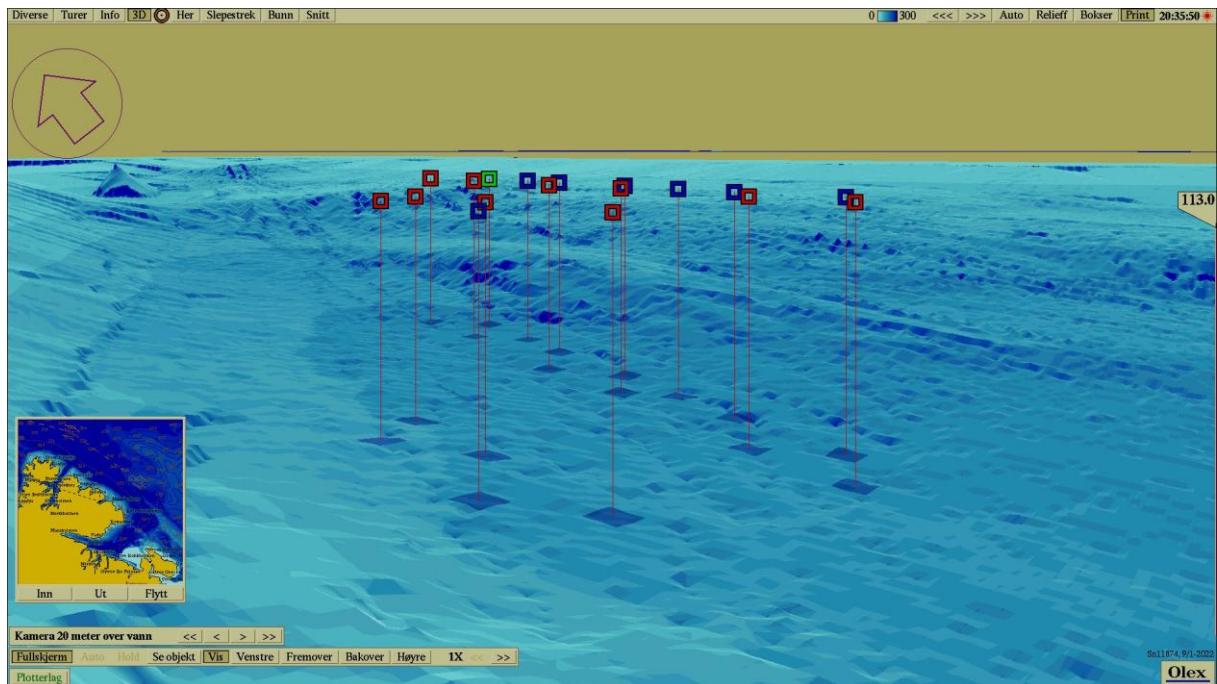 Diverse Turer Info 3D Her Slepestrek Bunn Snitt 0 300 <<< >>> Auto Relieff Bokser Print 20:35:50
113.0
Inn Ut Flytt
Kamera 20 meter over vann << < > >>
Fullskjerm Auto Hold Se objekt Vis Venstre Fremover Bakover Høyre 1X << >>
Sn11874, 9/1-2022
Plotterlag Olex